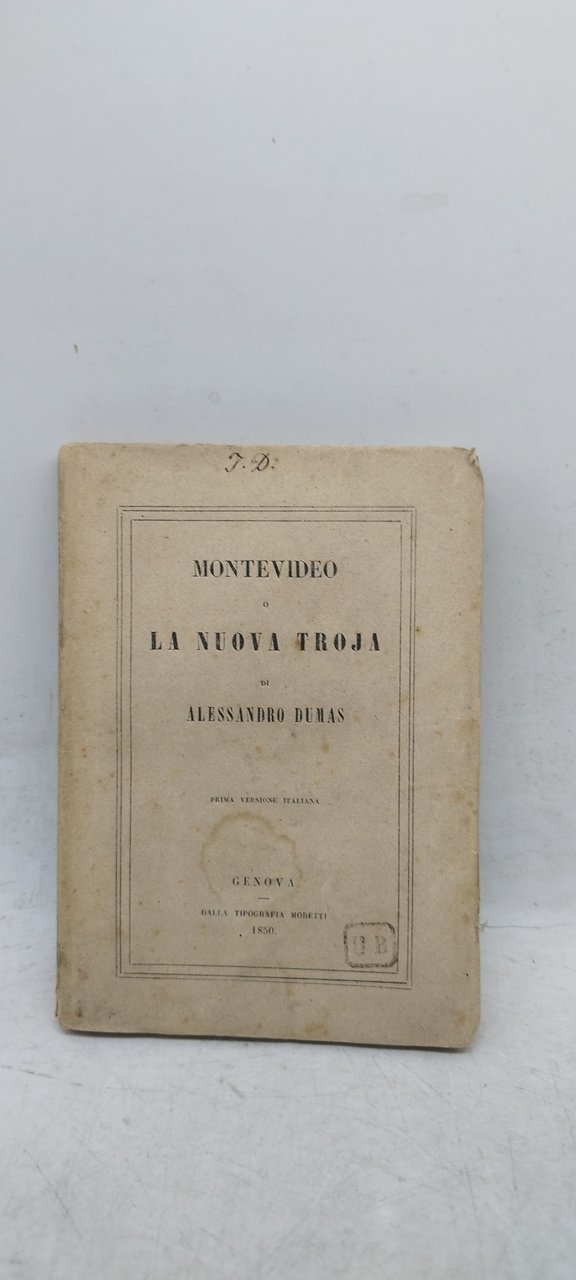 J. D.
MONTEVIDEO
O
LA NUOVA TROJA
DI
ALESSANDRO DUMAS
PRIMA VERSIONE ITALIANA
GENOVA
DALLA TIPOGRAFIA MORETTI
1850.